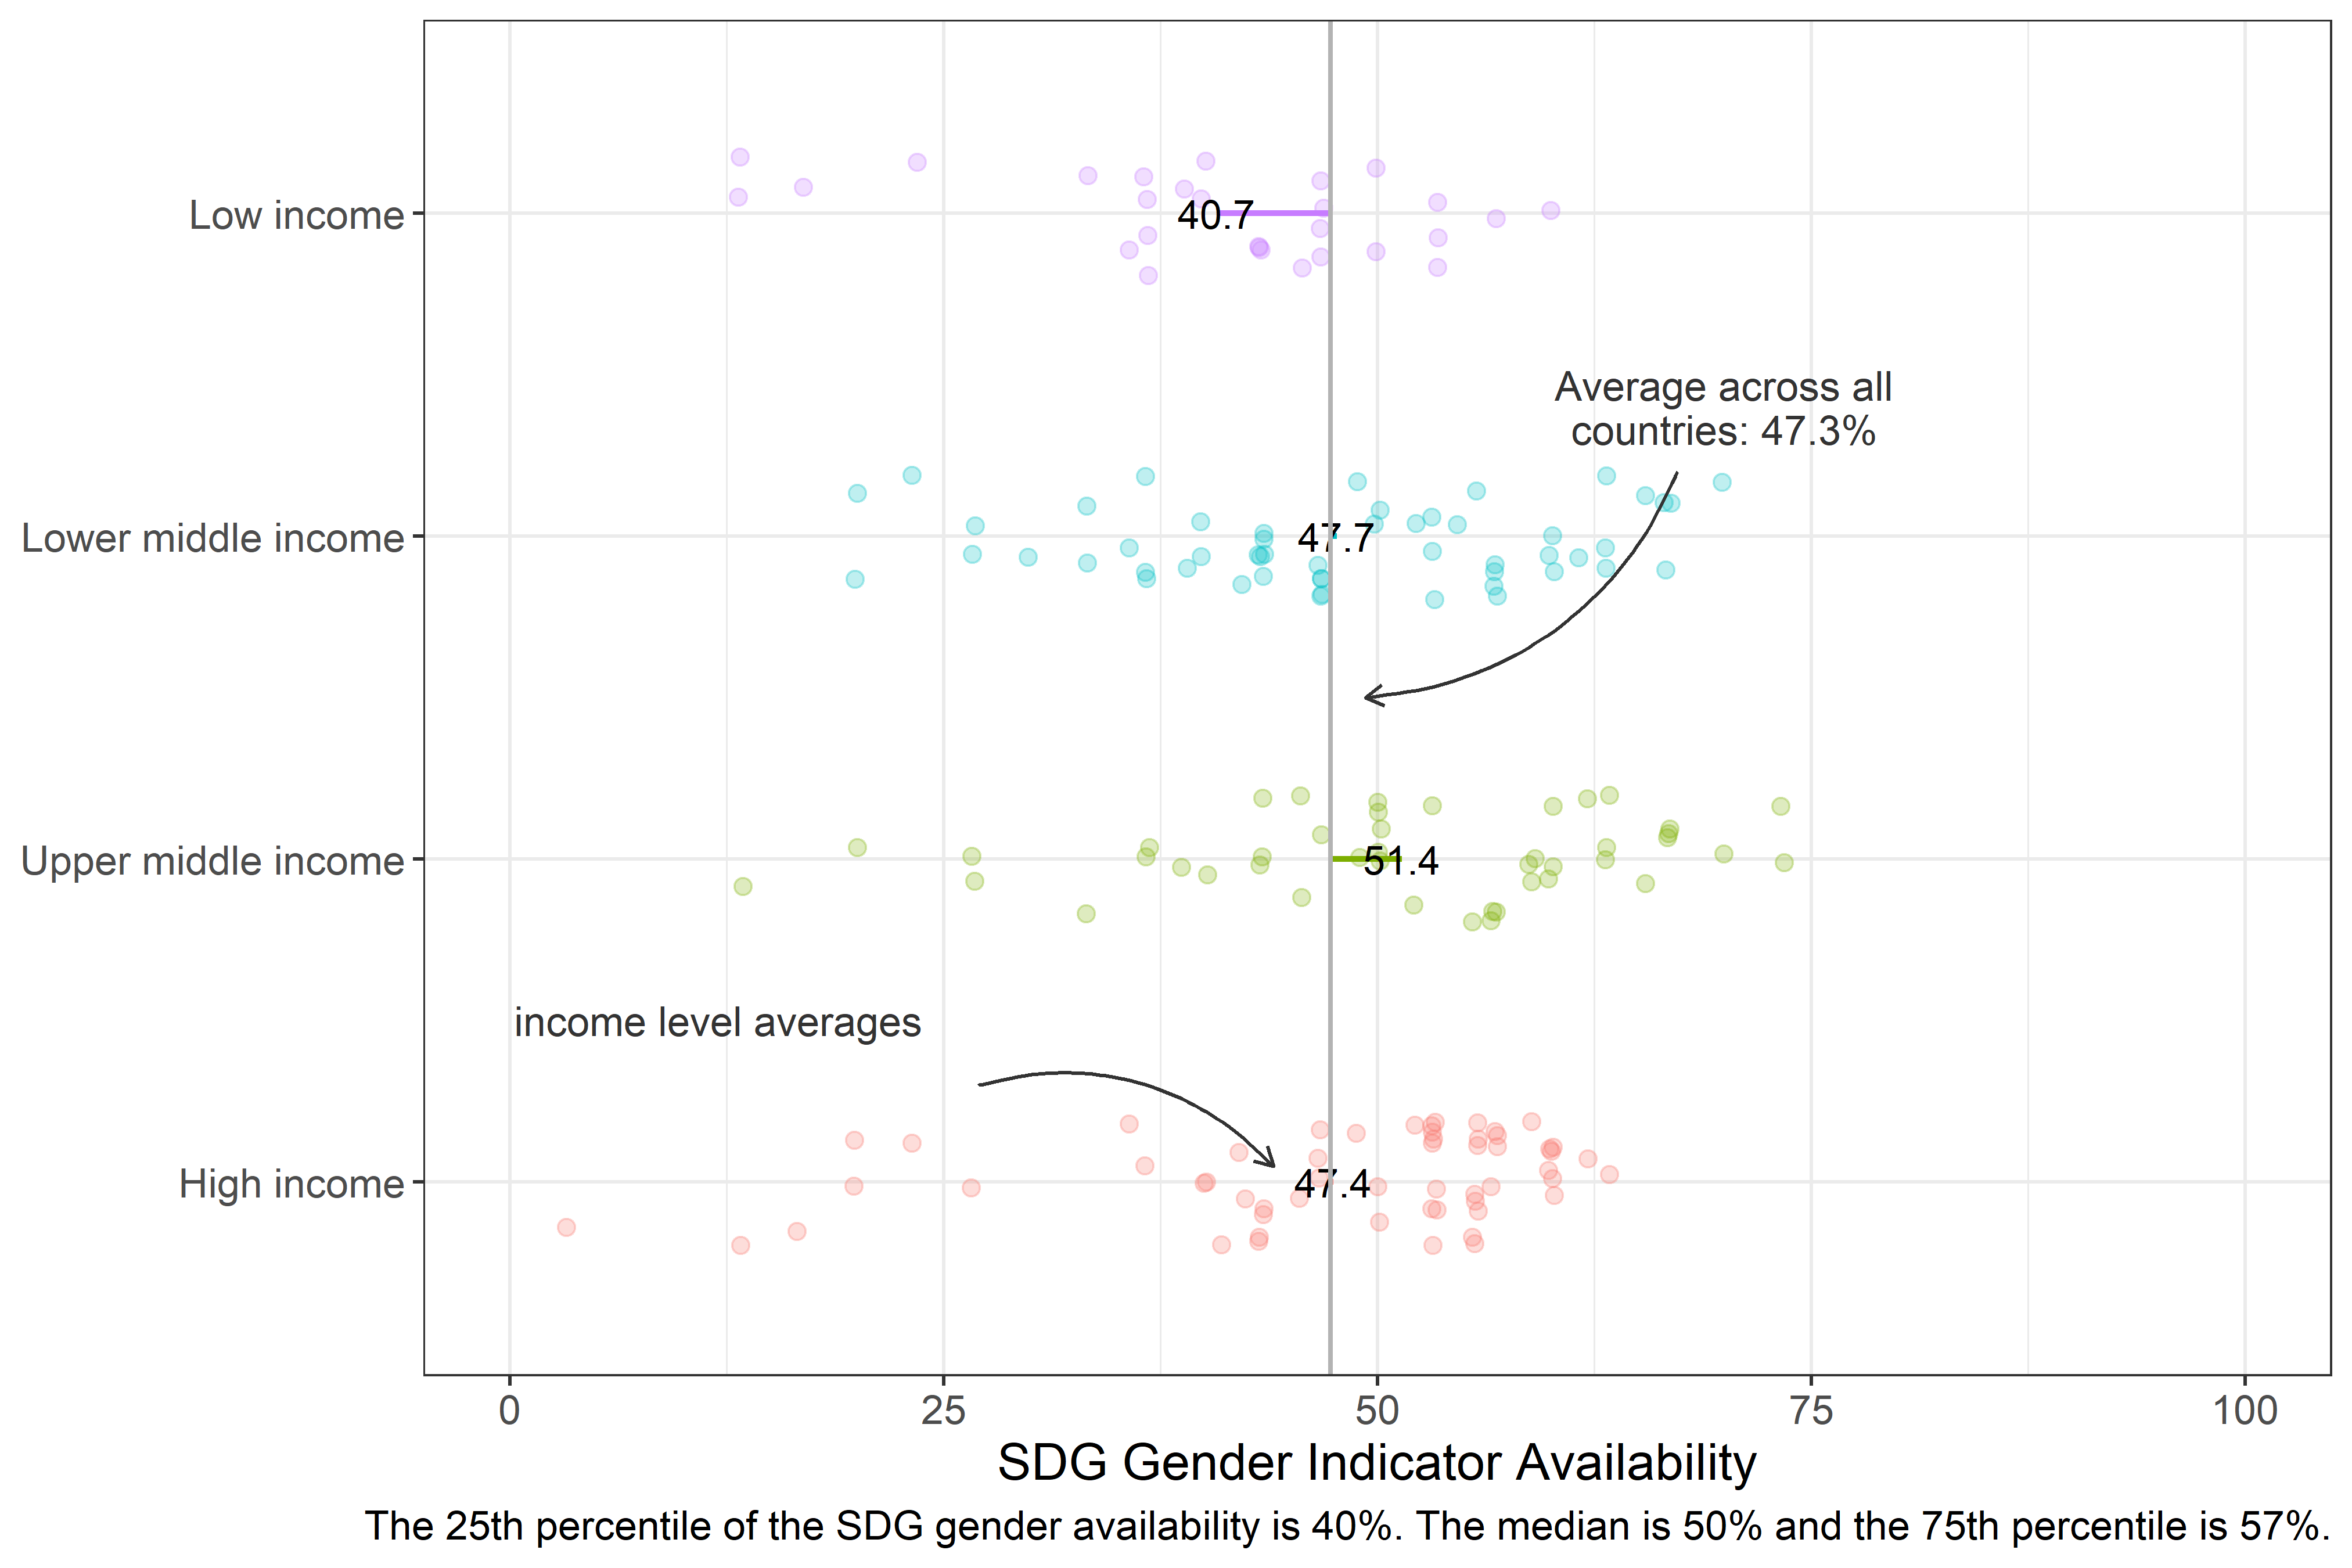 Low income
40.7
Average across all
countries: 47.3%
Lower middle income
47.7
Upper middle income
51.4
income level averages
High income
47.4
0 25 50 75 100
SDG Gender Indicator Availability
The 25th percentile of the SDG gender availability is 40%. The median is 50% and the 75th percentile is 57%.